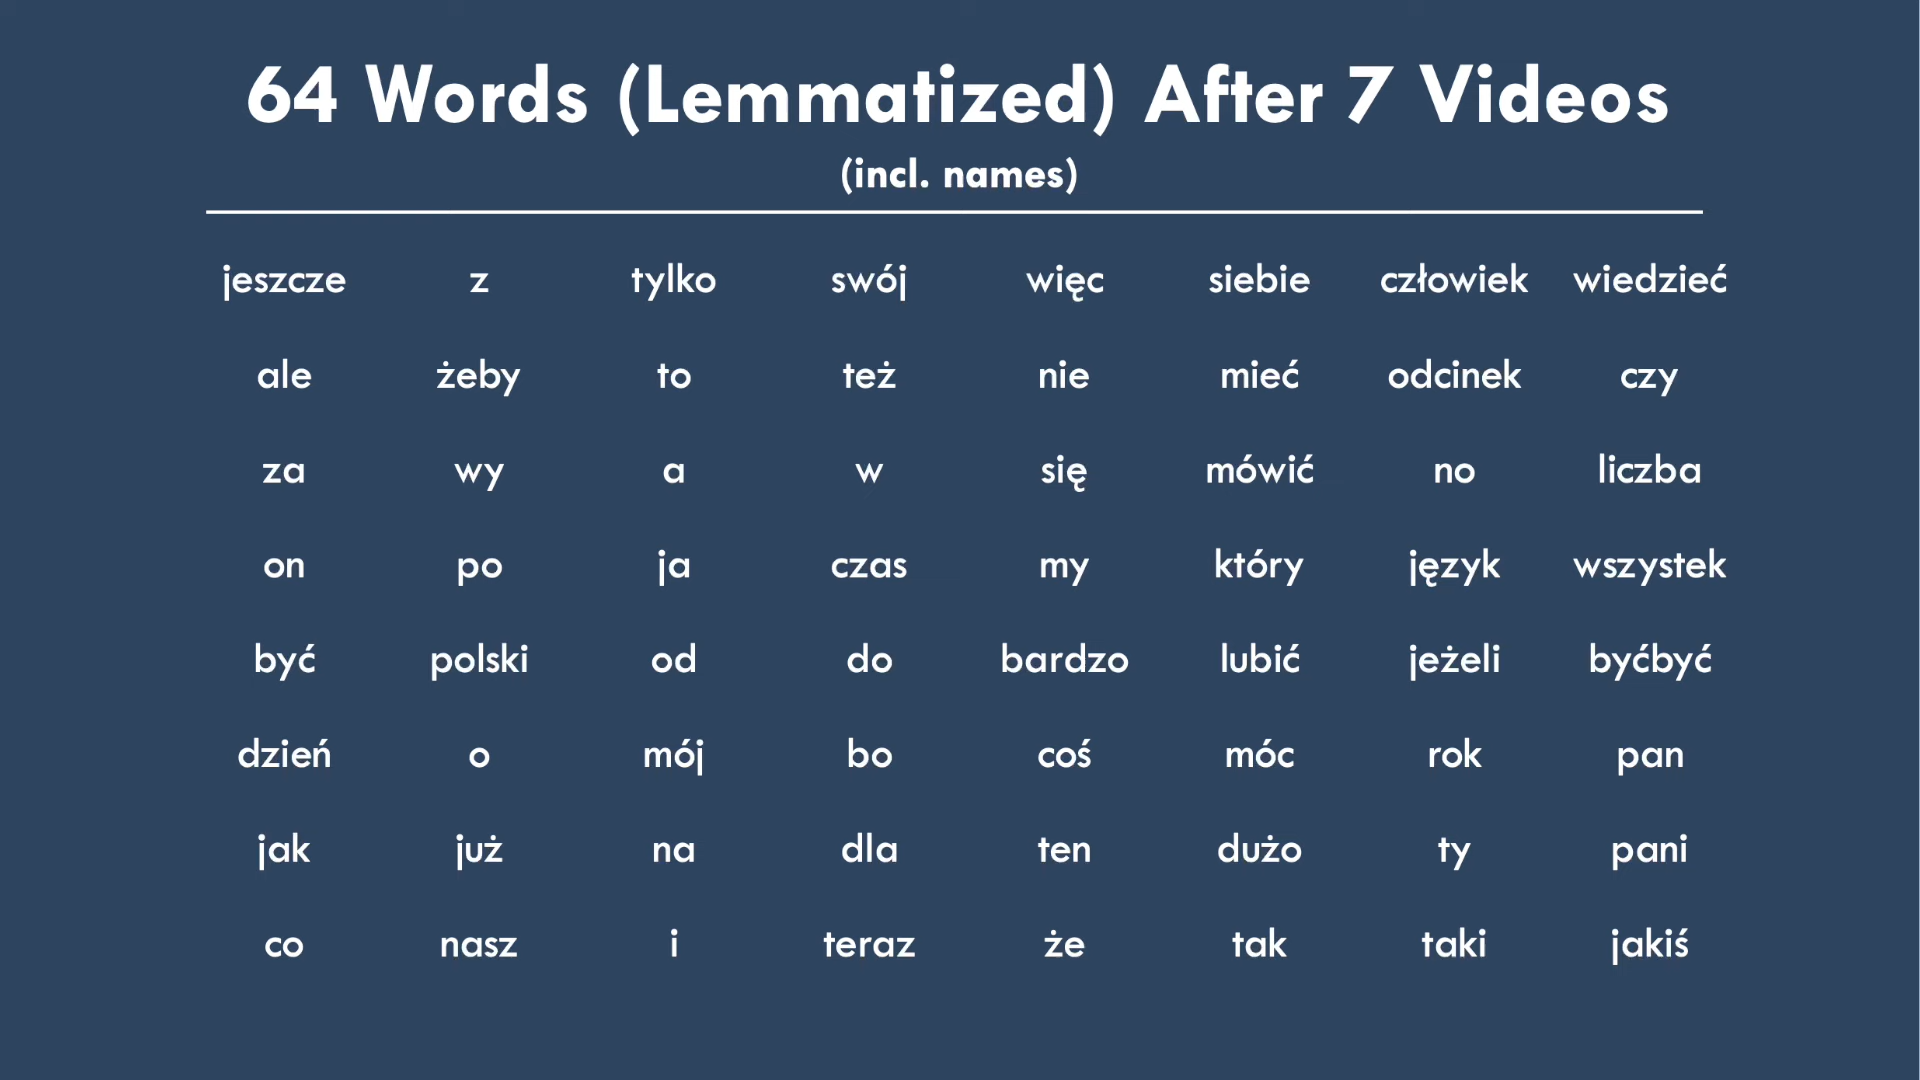 64 Words (Lemmatized) After 7 Videos
(incl. names)
jeszcze z tylko swój więc siebie człowiek wiedzieć
ale żeby to też nie mieć odcinek czy
za wy a w się mówić no liczba
on po ja czas my który język wszystek
być polski od do bardzo lubić jeżeli byćbyć
dzień o mój bo coś móc rok pan
jak już na dla ten dużo ty pani
co nasz i teraz że tak taki jakiś